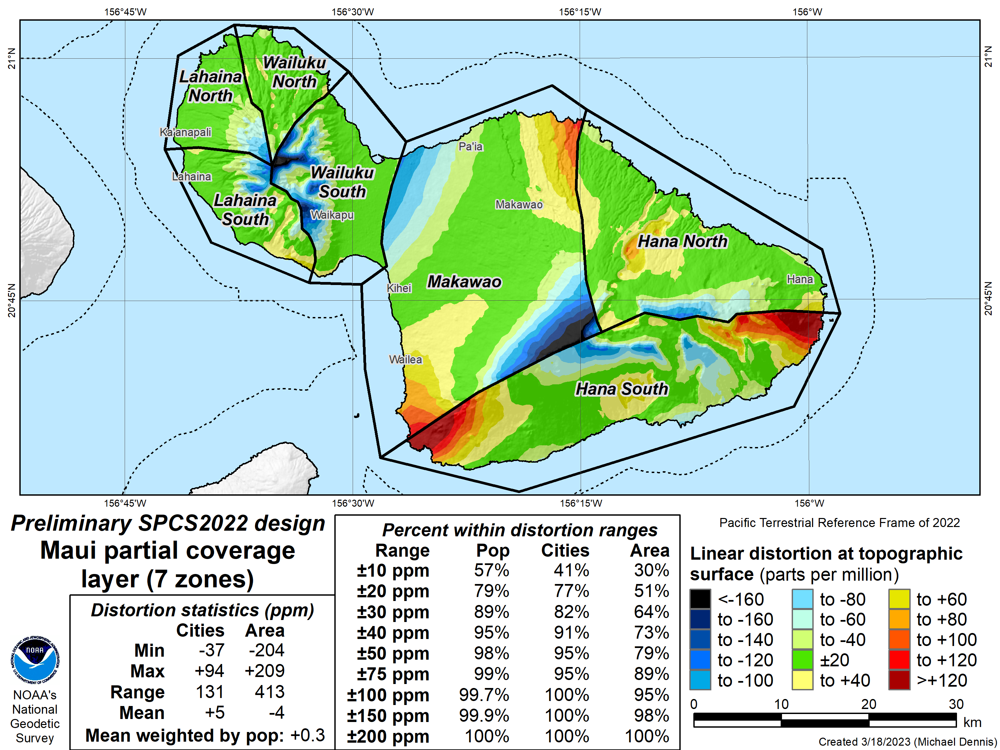 156°45'W 156°30'W 156°15'W 156°W
21°N 21°N
Wailuku
North
Lahaina
North
Ka'anapali
Pa'ia
Lahaina
Wailuku
South
Lahaina
South
Waikapu
Makawao
Hana North
Hana
Makawao
Kihei
20°45'N 20°45'N
Wailea
Hana South
156°45'W 156°30'W 156°15'W 156°W
Preliminary SPCS2022 design
Maui partial coverage
layer (7 zones)
Distortion statistics (ppm)
Cities Area
Min -37 -204
Max +94 +209
Range 131 413
Mean +5 -4
Mean weighted by pop: +0.3
NATIONAL OCEANIC AND ATMOSPHERIC ADMINISTRATION
NOAA
U.S. DEPARTMENT OF COMMERCE
NOAA's
National
Geodetic
Survey
Percent within distortion ranges
Range Pop Cities Area
±10 ppm 57% 41% 30%
±20 ppm 79% 77% 51%
±30 ppm 89% 82% 64%
±40 ppm 95% 91% 73%
±50 ppm 98% 95% 79%
±75 ppm 99% 95% 89%
±100 ppm 99.7% 100% 95%
±150 ppm 99.9% 100% 98%
±200 ppm 100% 100% 100%
Pacific Terrestrial Reference Frame of 2022
Linear distortion at topographic
surface (parts per million)
<-160 to -80 to +60
to -160 to -60 to +80
to -140 to -40 to +100
to -120 ±20 to +120
to -100 to +40 >+120
0 10 20 30
km
Created 3/18/2023 (Michael Dennis)